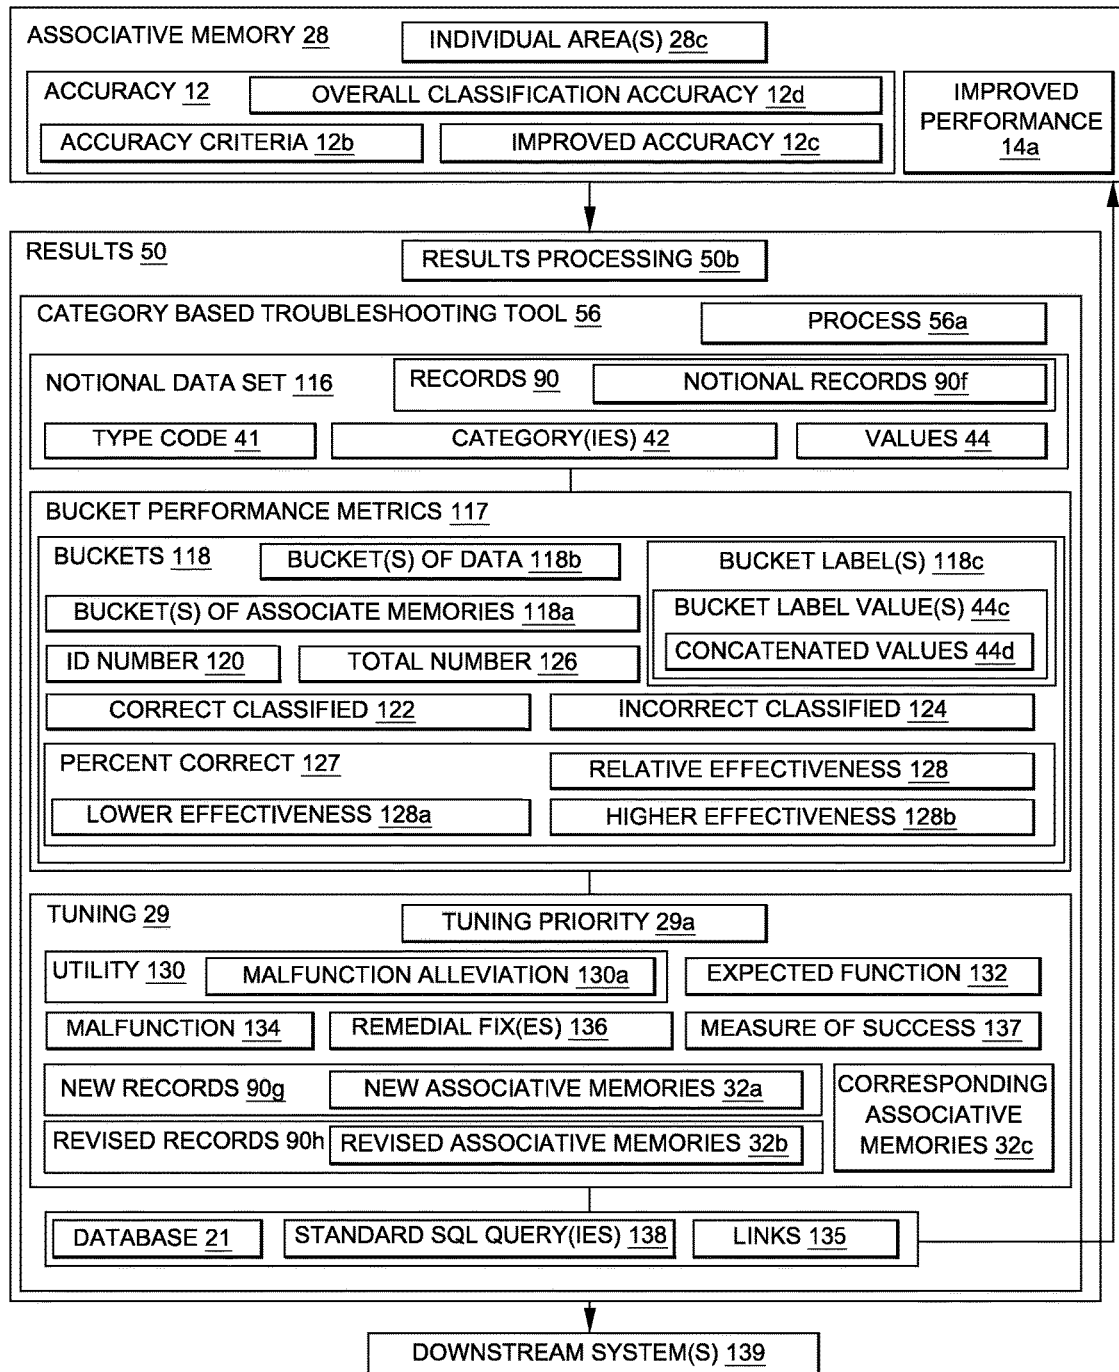 ASSOCIATIVE MEMORY 28
INDIVIDUAL AREA(S) 28c
ACCURACY 12
OVERALL CLASSIFICATION ACCURACY 12d
ACCURACY CRITERIA 12b
IMPROVED ACCURACY 12c
IMPROVED
PERFORMANCE
14a
RESULTS 50
RESULTS PROCESSING 50b
CATEGORY BASED TROUBLESHOOTING TOOL 56
PROCESS 56a
NOTIONAL DATA SET 116
RECORDS 90
NOTIONAL RECORDS 90f
TYPE CODE 41
CATEGORY(IES) 42
VALUES 44
BUCKET PERFORMANCE METRICS 117
BUCKETS 118
BUCKET(S) OF DATA 118b
BUCKET LABEL(S) 118c
BUCKET(S) OF ASSOCIATE MEMORIES 118a
BUCKET LABEL VALUE(S) 44c
ID NUMBER 120
TOTAL NUMBER 126
CONCATENATED VALUES 44d
CORRECT CLASSIFIED 122
INCORRECT CLASSIFIED 124
PERCENT CORRECT 127
RELATIVE EFFECTIVENESS 128
LOWER EFFECTIVENESS 128a
HIGHER EFFECTIVENESS 128b
TUNING 29
TUNING PRIORITY 29a
UTILITY 130
MALFUNCTION ALLEVIATION 130a
EXPECTED FUNCTION 132
MALFUNCTION 134
REMEDIAL FIX(ES) 136
MEASURE OF SUCCESS 137
NEW RECORDS 90g
NEW ASSOCIATIVE MEMORIES 32a
CORRESPONDING
ASSOCIATIVE
MEMORIES 32c
REVISED RECORDS 90h
REVISED ASSOCIATIVE MEMORIES 32b
DATABASE 21
STANDARD SQL QUERY(IES) 138
LINKS 135
DOWNSTREAM SYSTEM(S) 139